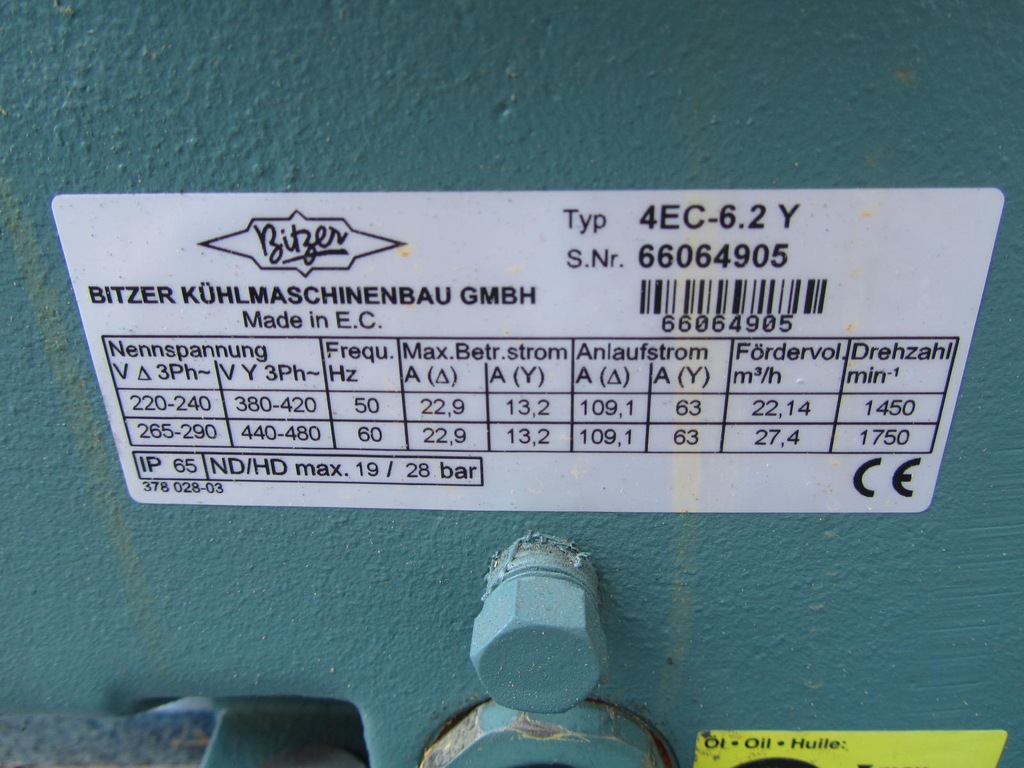 Bitzer
Typ 4EC-6.2 Y
S.Nr. 66064905
BITZER KÜHLMASCHINENBAU GMBH
Made in E.C.
66064905
Nennspannung Frequ. Max.Betr.strom Anlaufstrom Fördervol. Drehzahl
V Δ 3Ph~ V Y 3Ph~ Hz A (Δ) A (Y) A (Δ) A (Y) m³/h min⁻¹
220-240 380-420 50 22,9 13,2 109,1 63 22,14 1450
265-290 440-480 60 22,9 13,2 109,1 63 27,4 1750
IP 65 ND/HD max. 19 / 28 bar
378 028-03
CE
Öl • Oil • Huile: